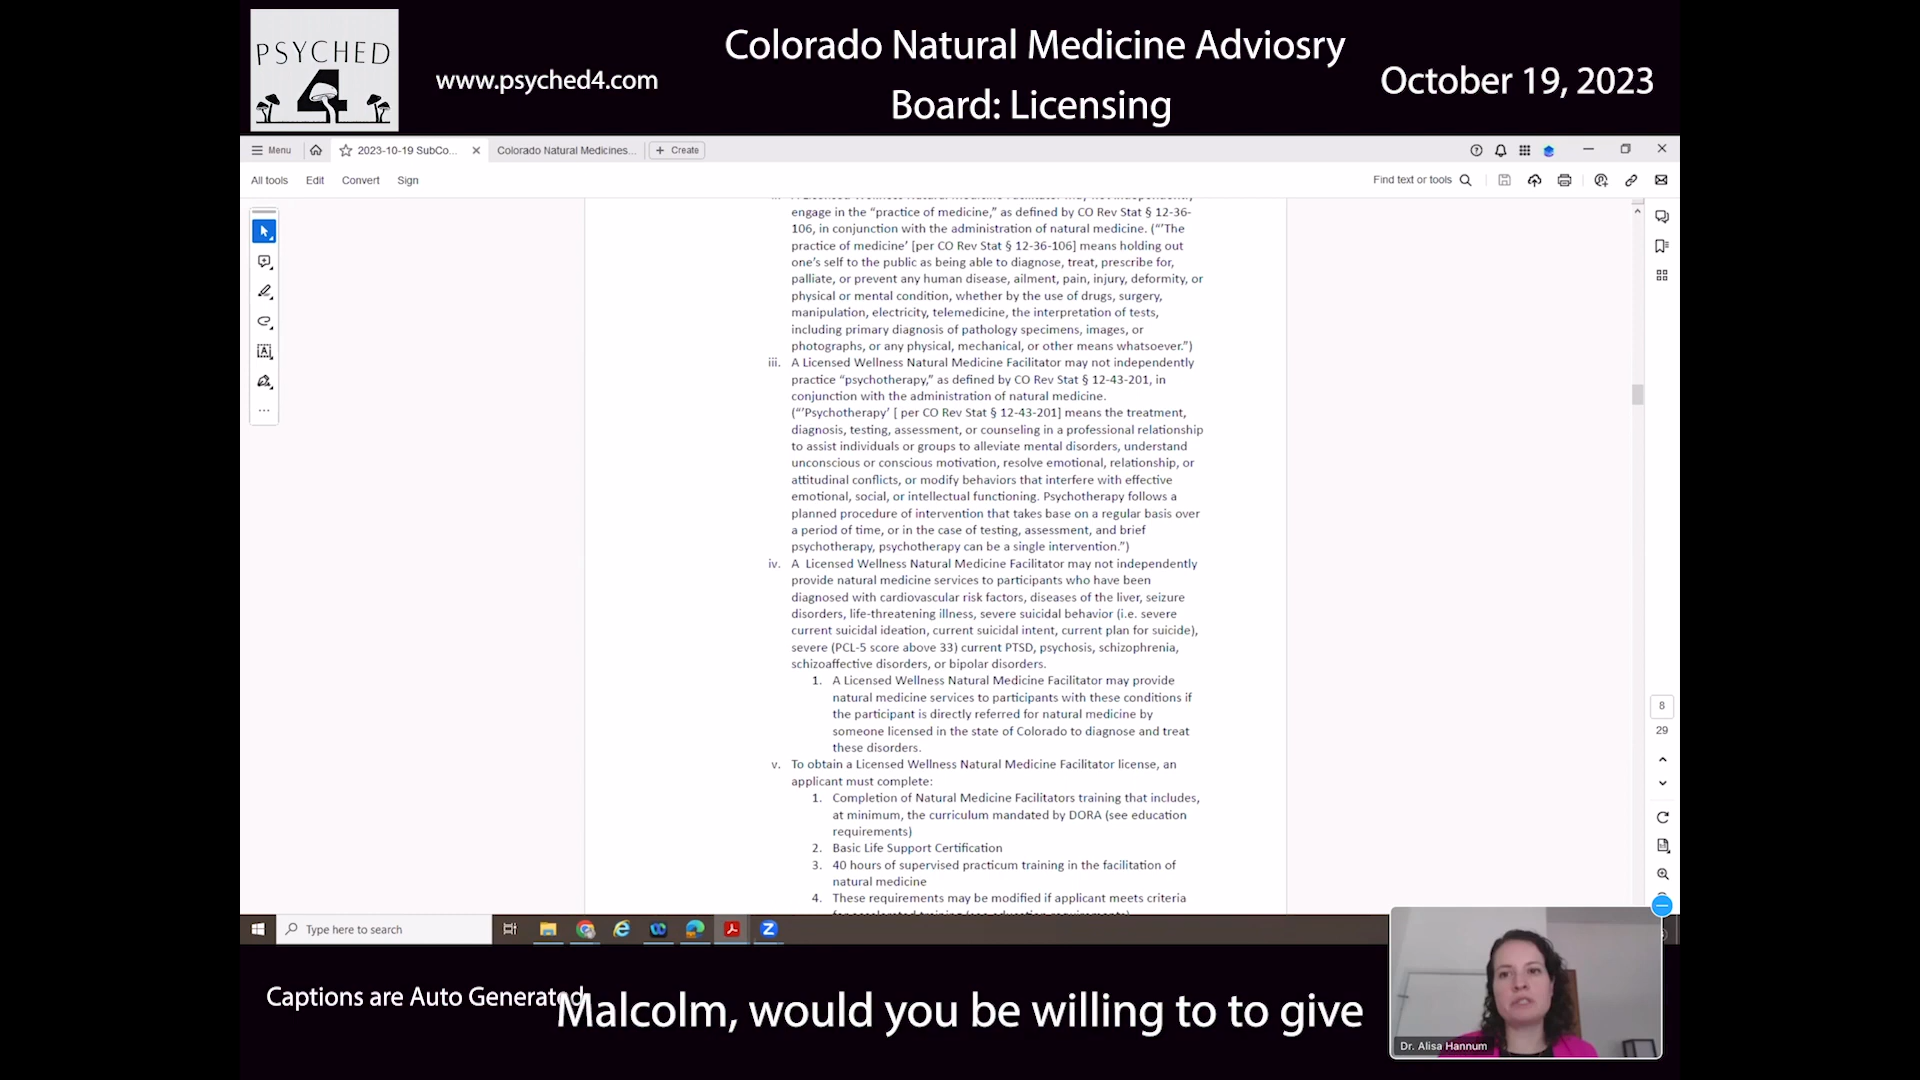 PSYCHED
4
www.psyched4.com
Colorado Natural Medicine Adviosry
Board: Licensing
October 19, 2023
Menu
2023-10-19 SubCo...
Colorado Natural Medicines...
+ Create
All tools
Edit
Convert
Sign
Find text or tools
engage in the “practice of medicine,” as defined by CO Rev Stat § 12-36-
106, in conjunction with the administration of natural medicine. (“‘The
practice of medicine’ [per CO Rev Stat § 12-36-106] means holding out
one’s self to the public as being able to diagnose, treat, prescribe for,
palliate, or prevent any human disease, ailment, pain, injury, deformity, or
physical or mental condition, whether by the use of drugs, surgery,
manipulation, electricity, telemedicine, the interpretation of tests,
including primary diagnosis of pathology specimens, images, or
photographs, or any physical, mechanical, or other means whatsoever.”)
iii. A Licensed Wellness Natural Medicine Facilitator may not independently
practice “psychotherapy,” as defined by CO Rev Stat § 12-43-201, in
conjunction with the administration of natural medicine.
(“‘Psychotherapy’ [ per CO Rev Stat § 12-43-201] means the treatment,
diagnosis, testing, assessment, or counseling in a professional relationship
to assist individuals or groups to alleviate mental disorders, understand
unconscious or conscious motivation, resolve emotional, relationship, or
attitudinal conflicts, or modify behaviors that interfere with effective
emotional, social, or intellectual functioning. Psychotherapy follows a
planned procedure of intervention that takes base on a regular basis over
a period of time, or in the case of testing, assessment, and brief
psychotherapy, psychotherapy can be a single intervention.”)
iv. A Licensed Wellness Natural Medicine Facilitator may not independently
provide natural medicine services to participants who have been
diagnosed with cardiovascular risk factors, diseases of the liver, seizure
disorders, life-threatening illness, severe suicidal behavior (i.e. severe
current suicidal ideation, current suicidal intent, current plan for suicide),
severe (PCL-5 score above 33) current PTSD, psychosis, schizophrenia,
schizoaffective disorders, or bipolar disorders.
1. A Licensed Wellness Natural Medicine Facilitator may provide
natural medicine services to participants with these conditions if
the participant is directly referred for natural medicine by
someone licensed in the state of Colorado to diagnose and treat
these disorders.
v. To obtain a Licensed Wellness Natural Medicine Facilitator license, an
applicant must complete:
1. Completion of Natural Medicine Facilitators training that includes,
at minimum, the curriculum mandated by DORA (see education
requirements)
2. Basic Life Support Certification
3. 40 hours of supervised practicum training in the facilitation of
natural medicine
4. These requirements may be modified if applicant meets criteria
8
29
Type here to search
Captions are Auto Generated
Malcolm, would you be willing to to give
Dr. Alisa Hannum